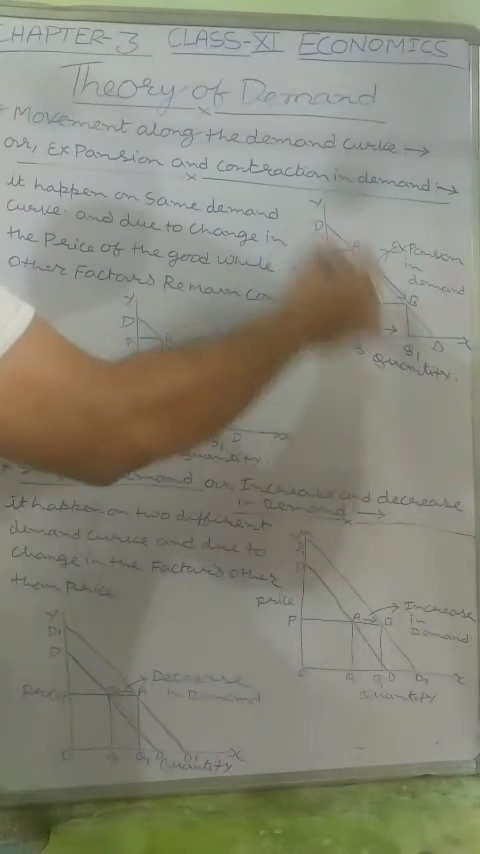 CHAPTER-3 CLASS-XI ECONOMICS
Theory of Demand
* Movement along the demand curve →
or, Expansion and contraction in demand →
it happen on same demand
curve and due to change in
the Price of the good while
Other Factors Remain con
Y
D
A
Expansion
in
demand
B
Q1
D
X
Quantity
Y
D
P
Q1 D X
Quantity
emand or Increase and decrease
in Demand →
it happen on two different
demand curve and due to
change in the Factors other
than price
Price
P
A
B
Increase
in
Demand
O
Q
Q1
D
D1
X
Quantity
Y
D1
D
A
Decrease
in Demand
O
Q
Q1
D
D1
X
Quantity